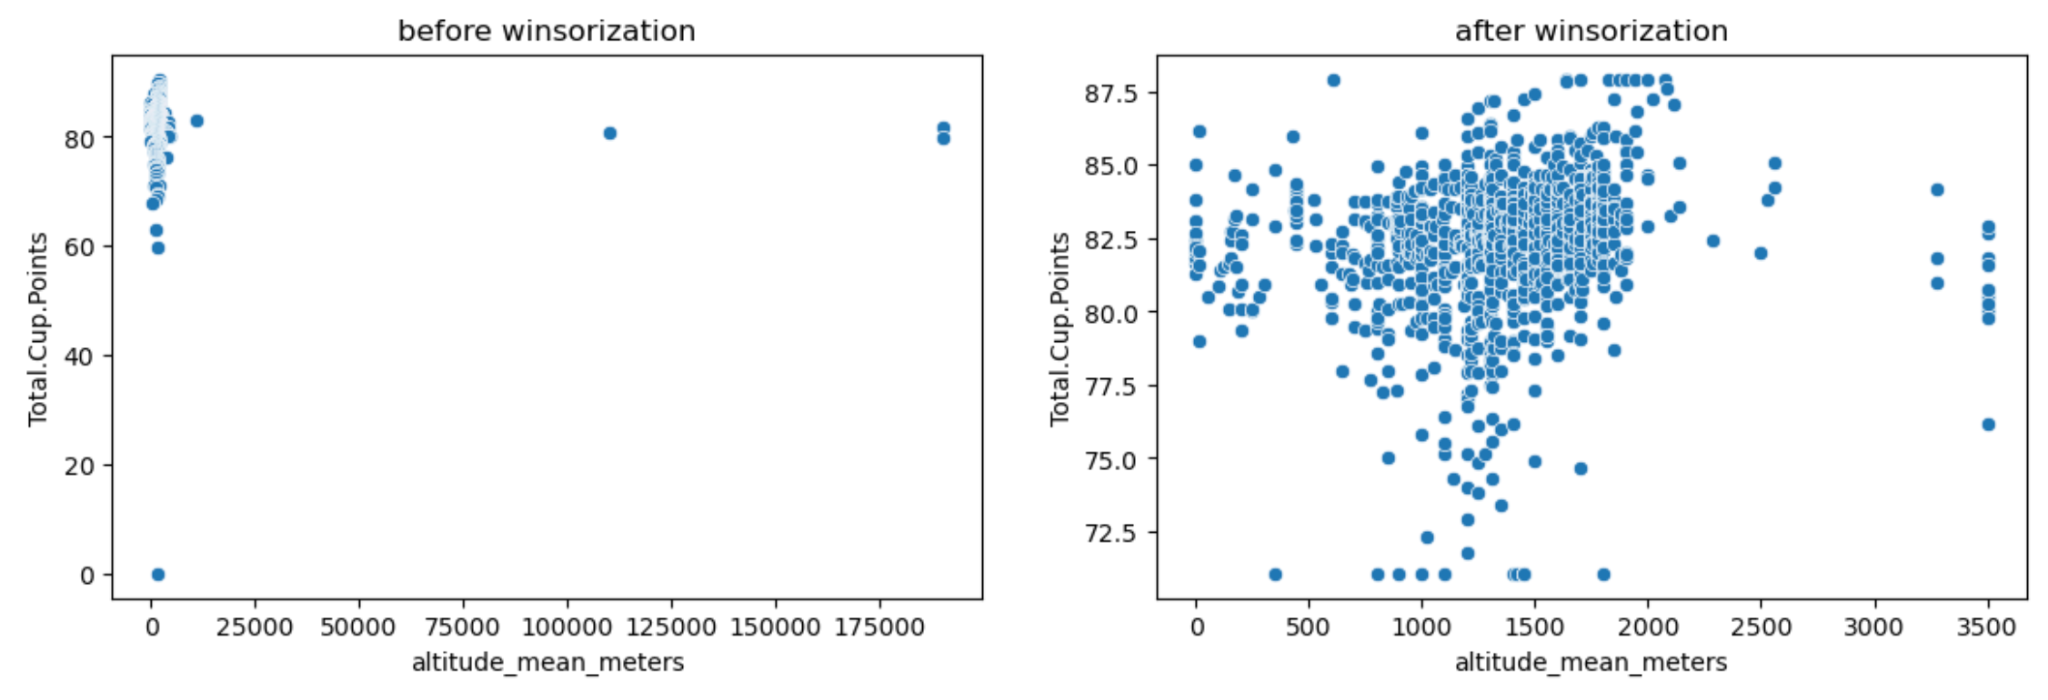 before winsorization
80
60
40
20
0
Total.Cup.Points
0 25000 50000 75000 100000 125000 150000 175000
altitude_mean_meters
after winsorization
87.5
85.0
82.5
80.0
77.5
75.0
72.5
Total.Cup.Points
0 500 1000 1500 2000 2500 3000 3500
altitude_mean_meters